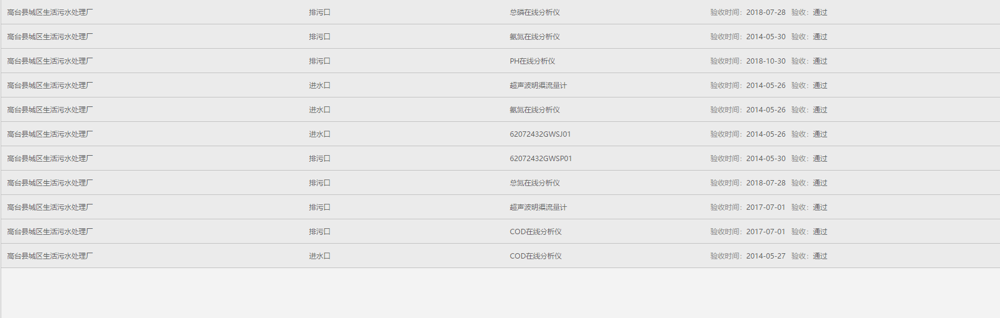 高台县城区生活污水处理厂 排污口 总磷在线分析仪 验收时间：2018-07-28 验收：通过
高台县城区生活污水处理厂 排污口 氨氮在线分析仪 验收时间：2014-05-30 验收：通过
高台县城区生活污水处理厂 排污口 PH在线分析仪 验收时间：2018-10-30 验收：通过
高台县城区生活污水处理厂 进水口 超声波明渠流量计 验收时间：2014-05-26 验收：通过
高台县城区生活污水处理厂 进水口 氨氮在线分析仪 验收时间：2014-05-26 验收：通过
高台县城区生活污水处理厂 进水口 62072432GWSJ01 验收时间：2014-05-26 验收：通过
高台县城区生活污水处理厂 排污口 62072432GWSP01 验收时间：2014-05-30 验收：通过
高台县城区生活污水处理厂 排污口 总氮在线分析仪 验收时间：2018-07-28 验收：通过
高台县城区生活污水处理厂 排污口 超声波明渠流量计 验收时间：2017-07-01 验收：通过
高台县城区生活污水处理厂 排污口 COD在线分析仪 验收时间：2017-07-01 验收：通过
高台县城区生活污水处理厂 进水口 COD在线分析仪 验收时间：2014-05-27 验收：通过